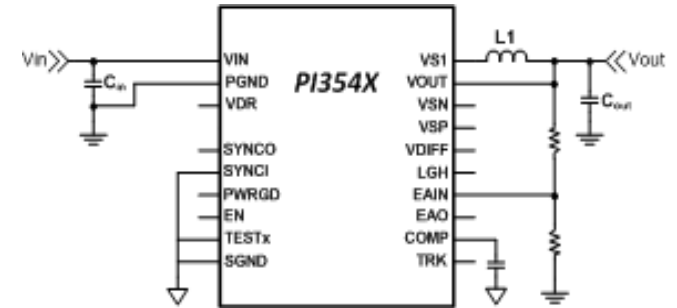 L1
Vin
VIN
VS1
Vout
PGND
PI354X
VOUT
Cin
VDR
VSN
Cout
VSP
SYNCO
VDIFF
SYNCI
LGH
PWRGD
EAIN
EN
EAO
TESTx
COMP
SGND
TRK